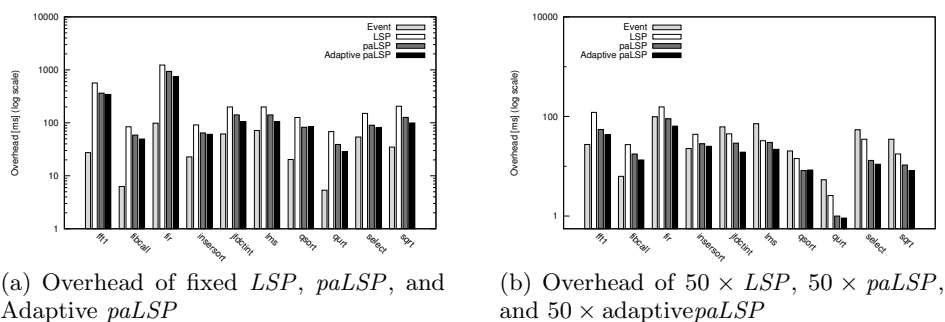 10000
1000
100
10
1
Overhead [ms] (log scale)
Event
LSP
paLSP
Adaptive paLSP
fft1
fibcall
fir
insersort
jfdctint
lms
qsort
qurt
select
sqrt
(a) Overhead of fixed LSP, paLSP, and
Adaptive paLSP
10000
100
1
Overhead [ms] (log scale)
Event
LSP
paLSP
Adaptive paLSP
fft1
fibcall
fir
insersort
jfdctint
lms
qsort
qurt
select
sqrt
(b) Overhead of 50 × LSP, 50 × paLSP,
and 50 × adaptivepaLSP